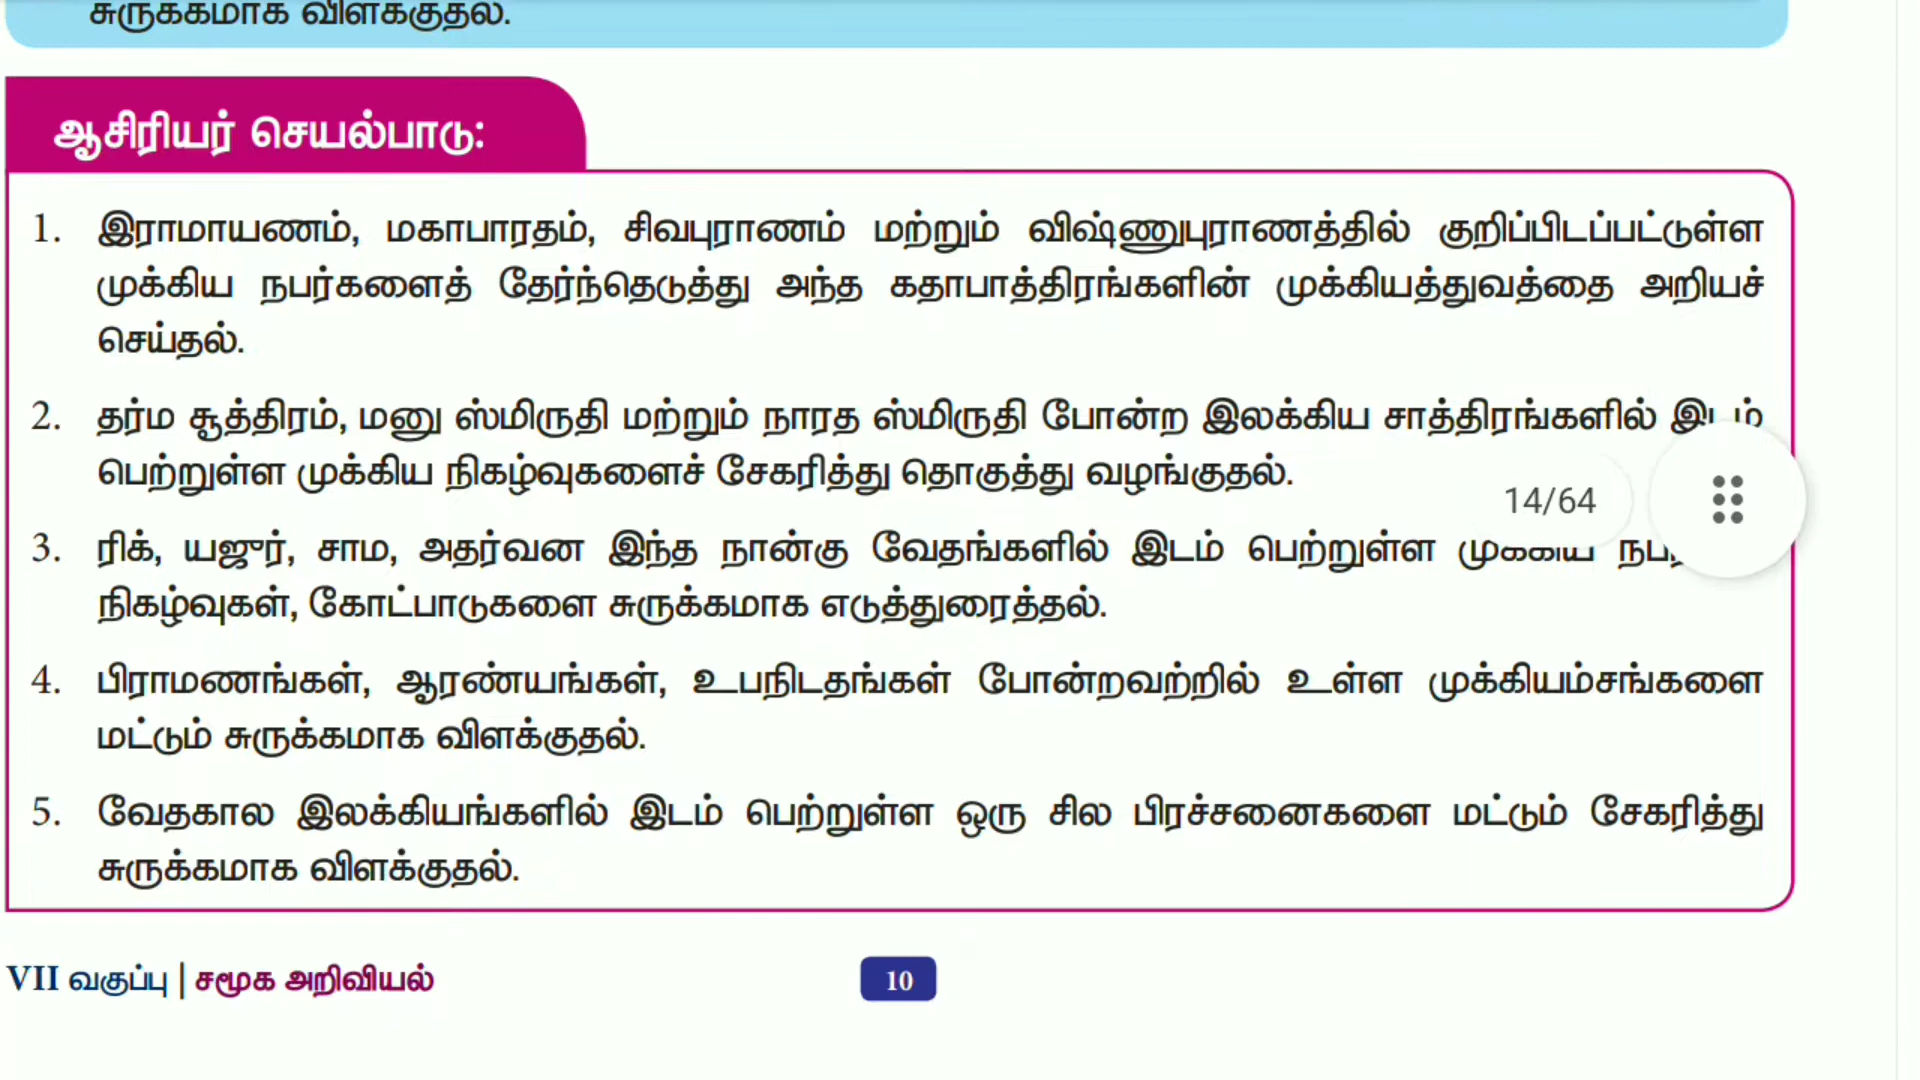 சுருக்கமாக விளக்குதல்.
ஆசிரியர் செயல்பாடு:
1. இராமாயணம், மகாபாரதம், சிவபுராணம் மற்றும் விஷ்ணுபுராணத்தில் குறிப்பிடப்பட்டுள்ள
முக்கிய நபர்களைத் தேர்ந்தெடுத்து அந்த கதாபாத்திரங்களின் முக்கியத்துவத்தை அறியச்
செய்தல்.
2. தர்ம சூத்திரம், மனு ஸ்மிருதி மற்றும் நாரத ஸ்மிருதி போன்ற இலக்கிய சாத்திரங்களில் இடம்
பெற்றுள்ள முக்கிய நிகழ்வுகளைச் சேகரித்து தொகுத்து வழங்குதல்.
14/64
3. ரிக், யஜுர், சாம, அதர்வன இந்த நான்கு வேதங்களில் இடம் பெற்றுள்ள முக்கிய
நிகழ்வுகள், கோட்பாடுகளை சுருக்கமாக எடுத்துரைத்தல்.
4. பிராமணங்கள், ஆரண்யங்கள், உபநிடதங்கள் போன்றவற்றில் உள்ள முக்கியம்சங்களை
மட்டும் சுருக்கமாக விளக்குதல்.
5. வேதகால இலக்கியங்களில் இடம் பெற்றுள்ள ஒரு சில பிரச்சனைகளை மட்டும் சேகரித்து
சுருக்கமாக விளக்குதல்.
VII வகுப்பு | சமூக அறிவியல்
10